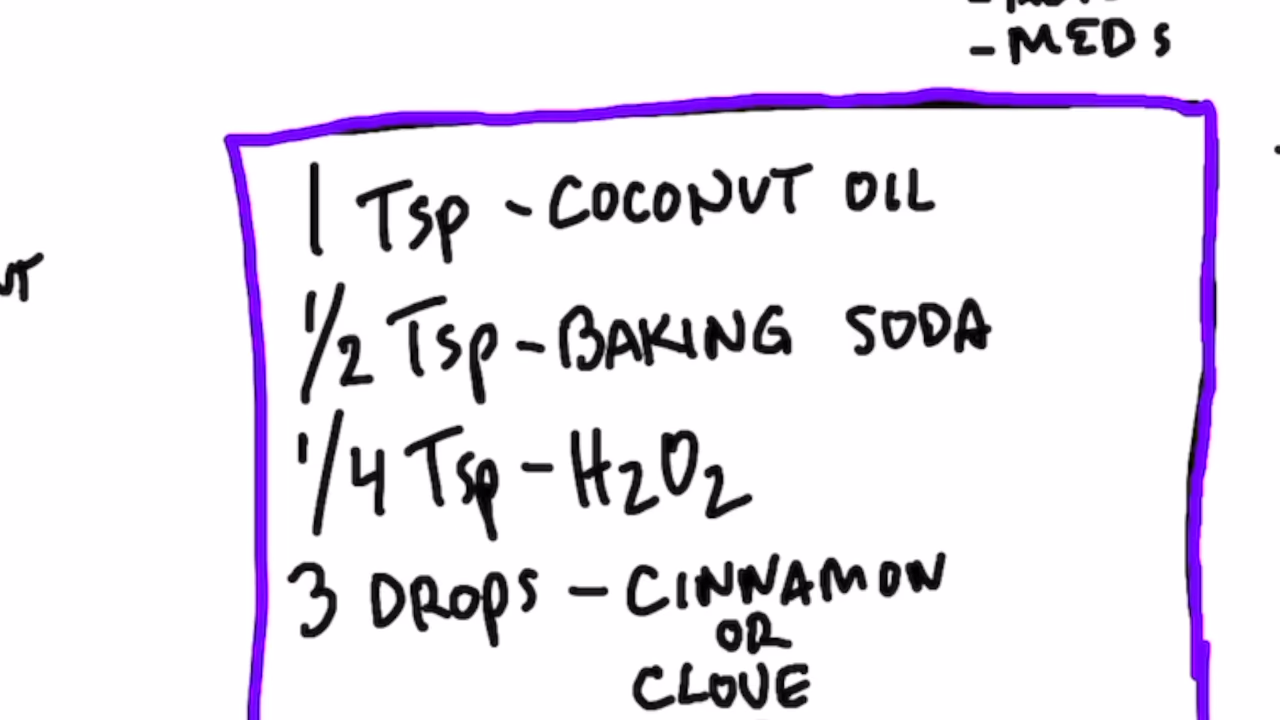 - MEDS
1 Tsp - COCONUT OIL
1/2 Tsp - BAKING SODA
1/4 Tsp - H2O2
3 DROPS - CINNAMON
OR
CLOVE